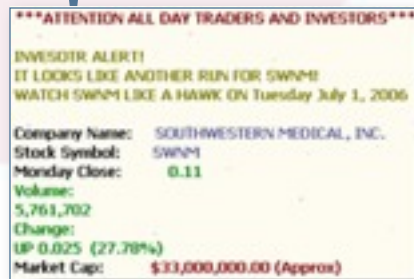 ***ATTENTION ALL DAY TRADERS AND INVESTORS***
INVESOTR ALERT!
IT LOOKS LIKE ANOTHER RUN FOR SWNM!
WATCH SWNM LIKE A HAWK ON Tuesday July 1, 2006
Company Name: SOUTHWESTERN MEDICAL, INC.
Stock Symbol: SWNM
Monday Close: 0.11
Volume:
5,761,702
Change:
UP 0.025 (27.78%)
Market Cap: $33,000,000.00 (Approx)